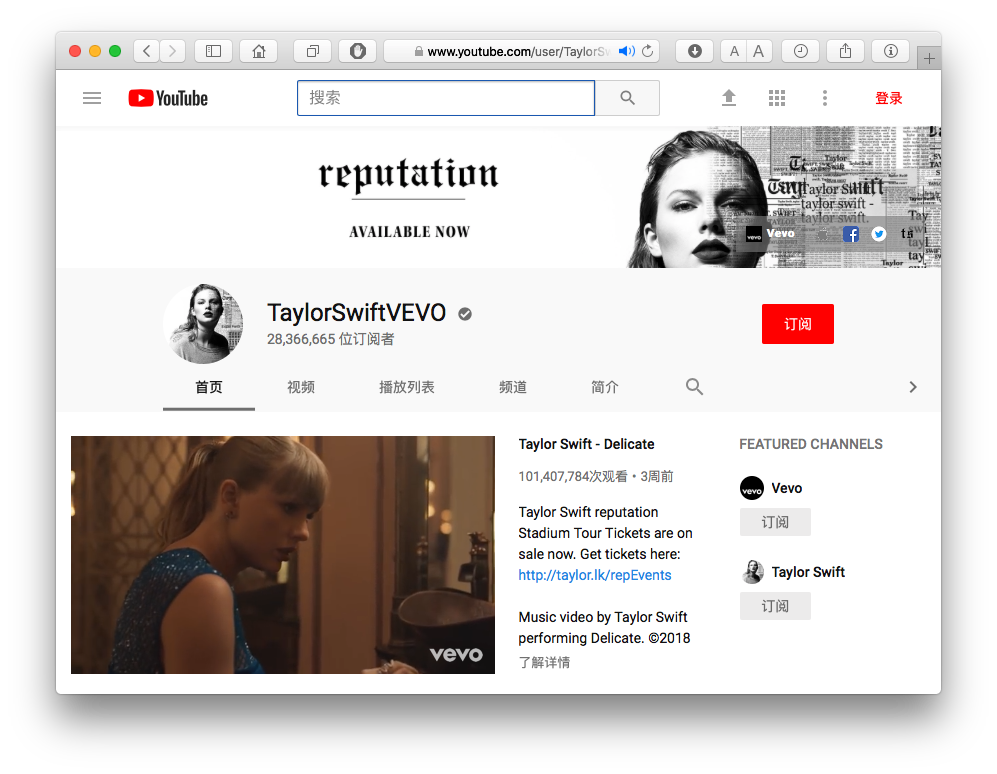 www.youtube.com/user/TaylorSw
A A
YouTube
搜索
登录
reputation
AVAILABLE NOW
Taylor Swift
taylor swift -
taylor swift.
vevo Vevo
TaylorSwiftVEVO
28,366,665 位订阅者
订阅
首页 视频 播放列表 频道 简介
vevo
Taylor Swift - Delicate
101,407,784次观看 • 3周前
Taylor Swift reputation
Stadium Tour Tickets are on
sale now. Get tickets here:
http://taylor.lk/repEvents
Music video by Taylor Swift
performing Delicate. ©2018
了解详情
FEATURED CHANNELS
vevo Vevo
订阅
Taylor Swift
订阅